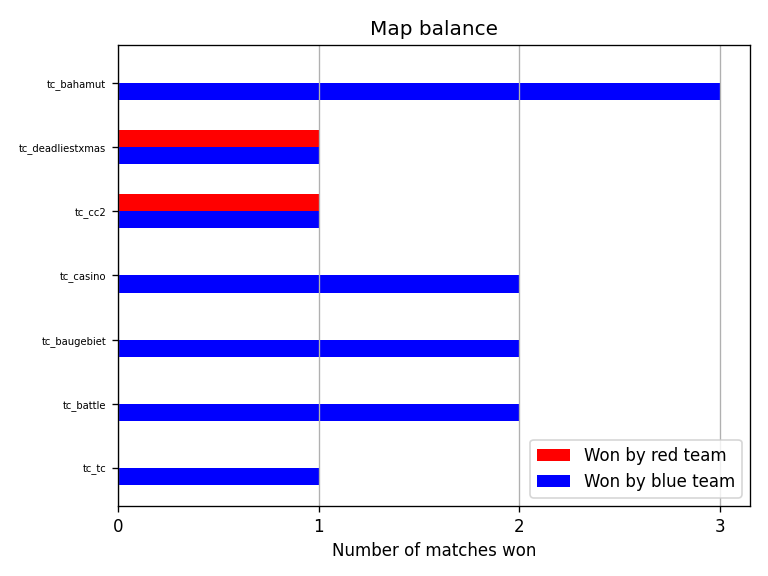 Map balance
tc_bahamut
tc_deadliestxmas
tc_cc2
tc_casino
tc_baugebiet
tc_battle
tc_tc
Won by red team
Won by blue team
0 1 2 3
Number of matches won